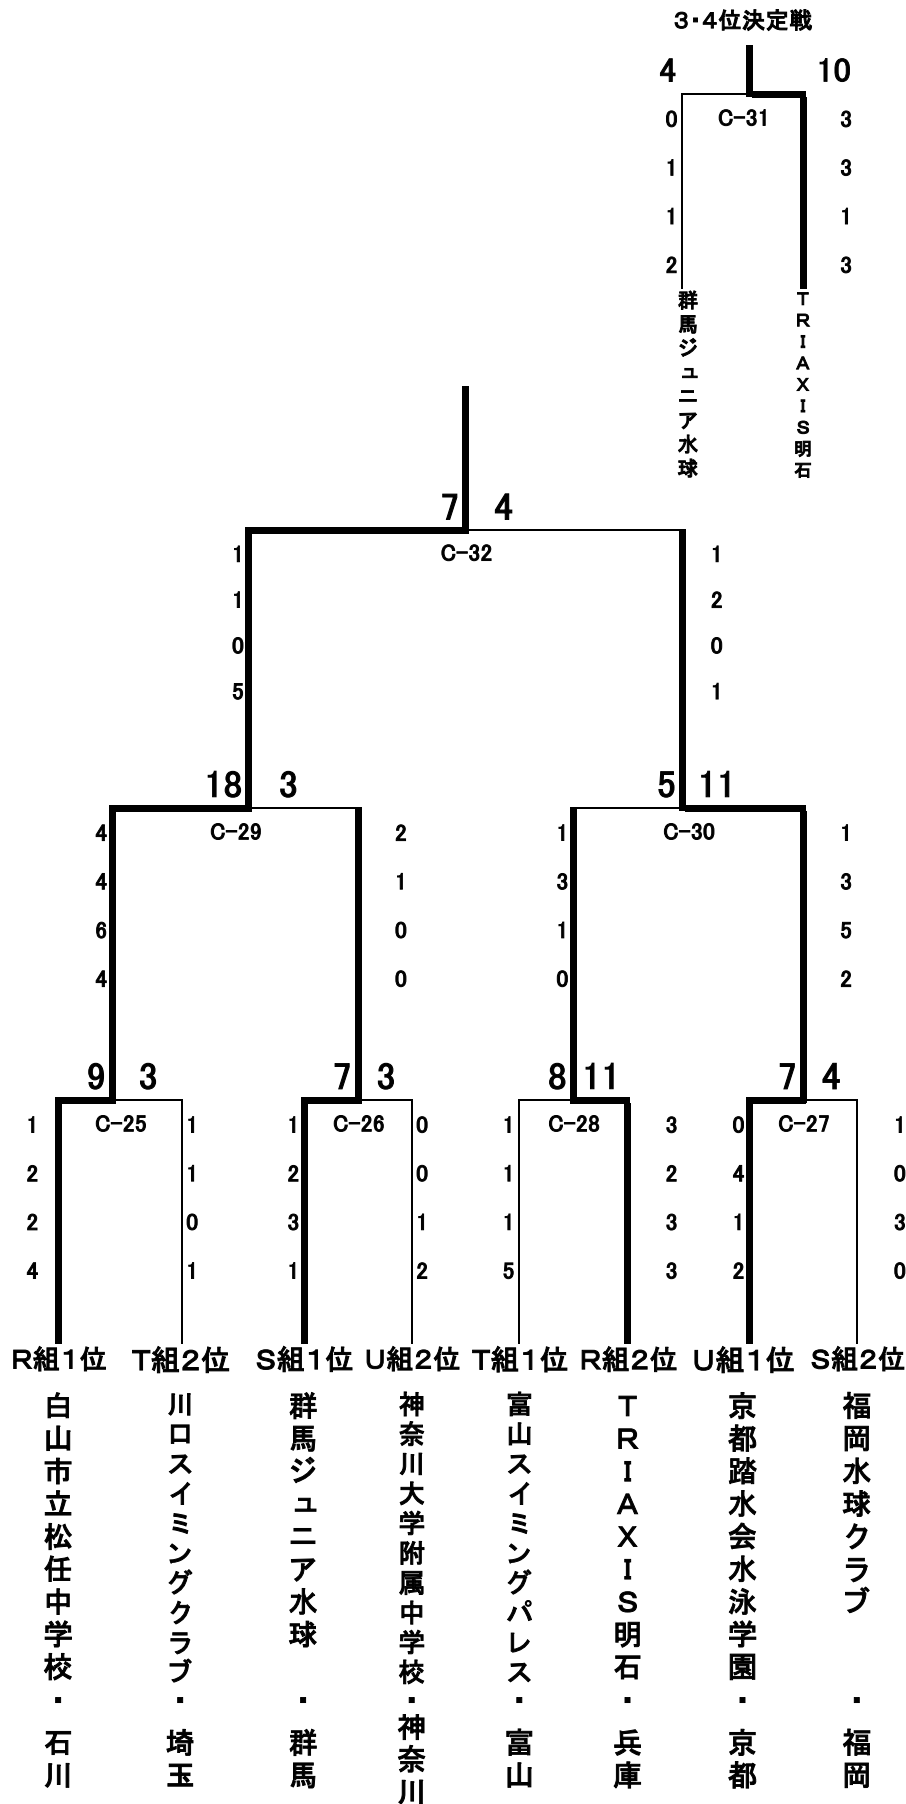 3・4位決定戦
4 10
C-31
0 3
1 3
1 1
2 3
群馬ジュニア水球
TRIAXIS明石
7 4
C-32
1 1
1 2
0 0
5 1
18 3 5 11
C-29 C-30
4 2 1 1
4 1 3 3
6 0 1 5
4 0 0 2
9 3 7 3 8 11 7 4
C-25 C-26 C-28 C-27
1 1 1 0 1 3 0 1
2 1 2 0 1 2 4 0
2 0 3 1 1 3 1 3
4 1 1 2 5 3 2 0
R組1位 T組2位 S組1位 U組2位 T組1位 R組2位 U組1位 S組2位
白山市立松任中学校・石川
川口スイミングクラブ・埼玉
群馬ジュニア水球・群馬
神奈川大学附属中学校・神奈川
富山スイミングパレス・富山
TRIAXIS明石・兵庫
京都踏水会水泳学園・京都
福岡水球クラブ・福岡